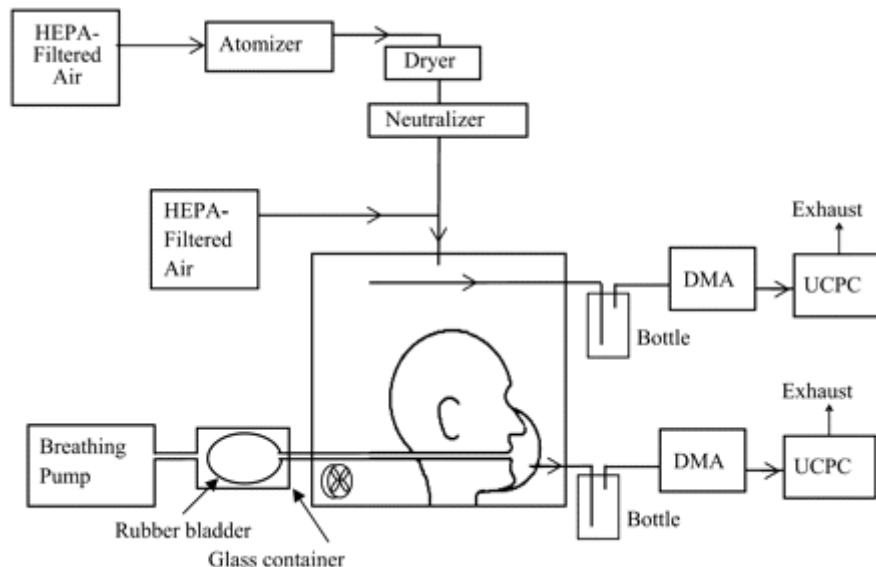 HEPA-
Filtered
Air
Atomizer
Dryer
Neutralizer
HEPA-
Filtered
Air
Exhaust
DMA
UCPC
Bottle
Exhaust
Breathing
Pump
DMA
UCPC
Bottle
Rubber bladder
Glass container